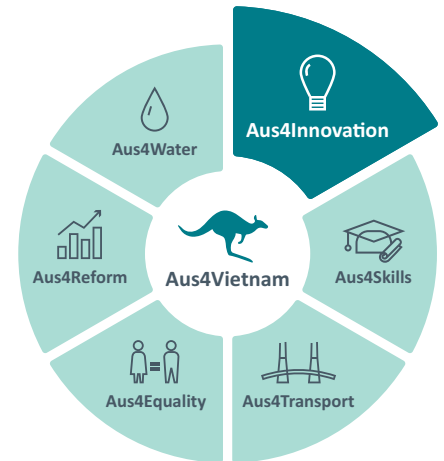 Aus4Innovation
Aus4Water
Aus4Reform
Aus4Vietnam
Aus4Skills
Aus4Equality
Aus4Transport